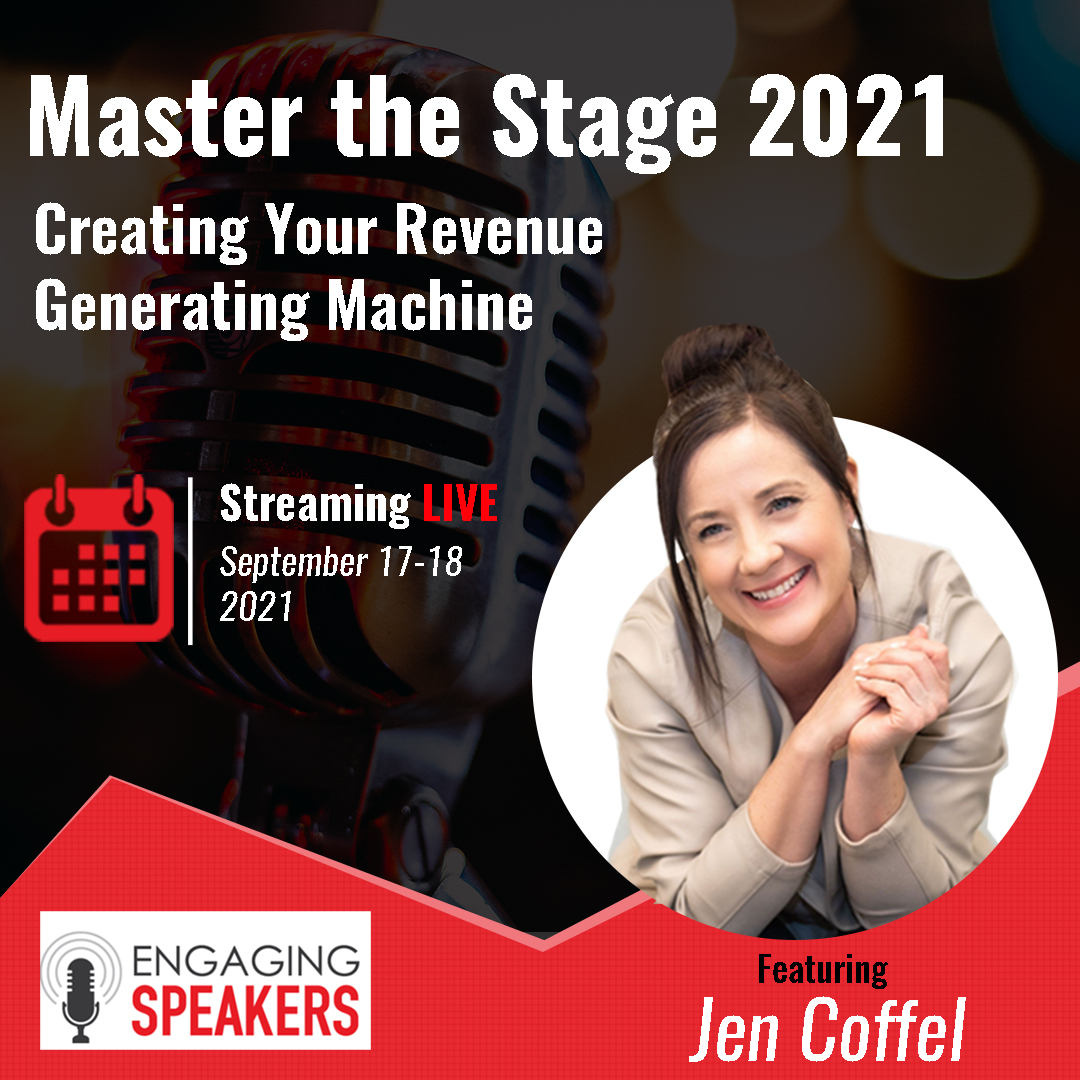 Master the Stage 2021
Creating Your Revenue
Generating Machine
Streaming LIVE
September 17-18
2021
ENGAGING
SPEAKERS
Featuring
Jen Coffel